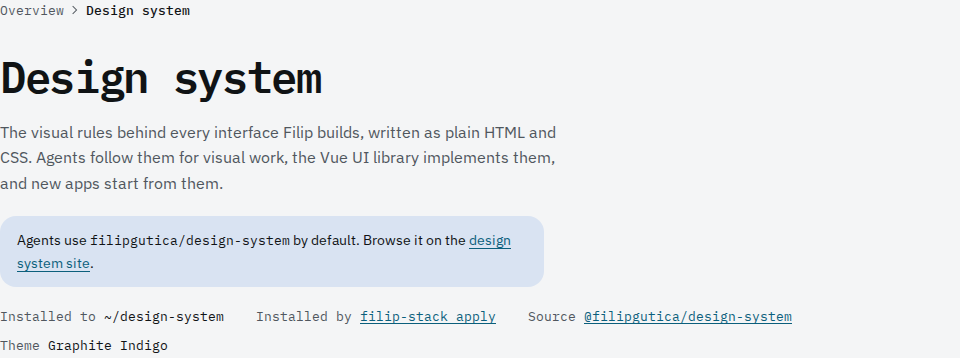 Overview > Design system
Design system
The visual rules behind every interface Filip builds, written as plain HTML and
CSS. Agents follow them for visual work, the Vue UI library implements them,
and new apps start from them.
Agents use filipgutica/design-system by default. Browse it on the design
system site.
Installed to ~/design-system Installed by filip-stack apply Source @filipgutica/design-system
Theme Graphite Indigo